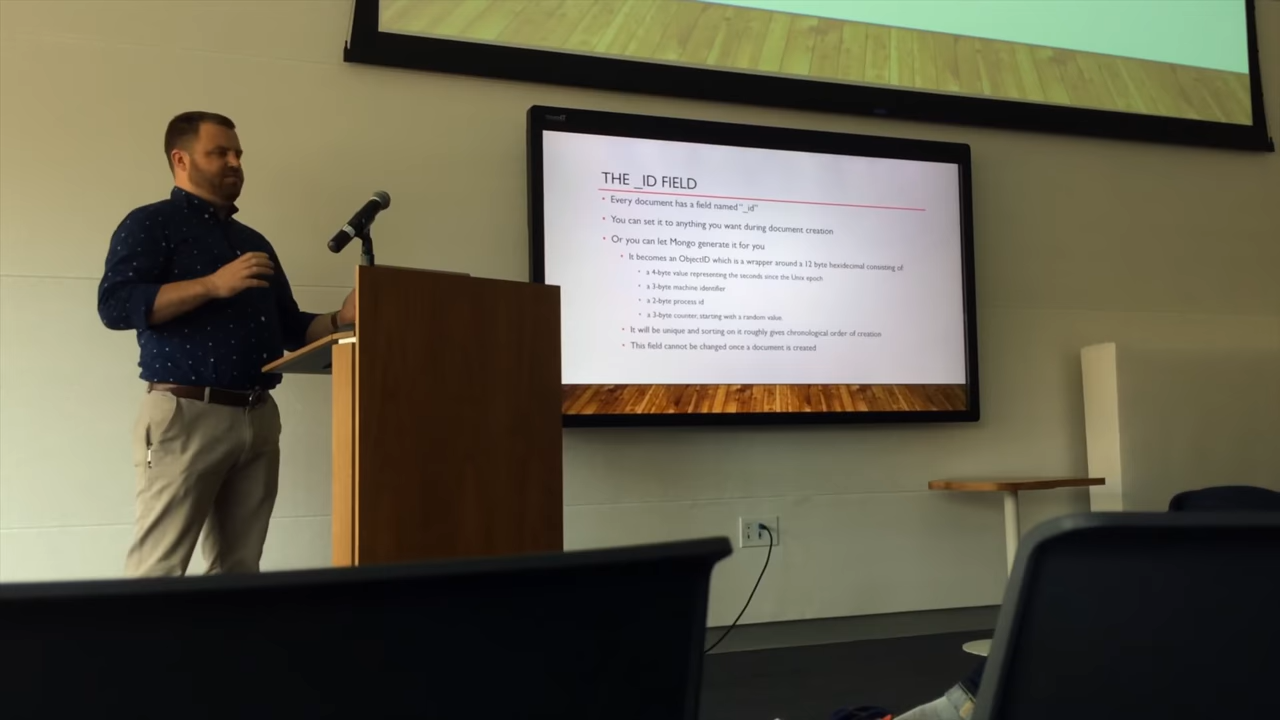 THE _ID FIELD
• Every document has a field named "_id"
• You can set it to anything you want during document creation
• Or you can let Mongo generate it for you
• It becomes an ObjectID which is a wrapper around a 12 byte hexidecimal consisting of:
• a 4-byte value representing the seconds since the Unix epoch
• a 3-byte machine identifier
• a 2-byte process id
• a 3-byte counter, starting with a random value
• It will be unique and sorting on it roughly gives chronological order of creation
• This field cannot be changed once a document is created